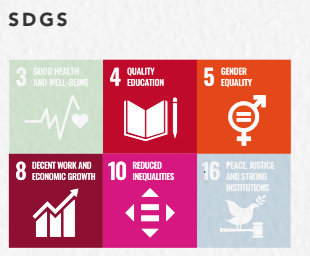 SDGS
3 GOOD HEALTH
AND WELL-BEING
4 QUALITY
EDUCATION
5 GENDER
EQUALITY
8 DECENT WORK AND
ECONOMIC GROWTH
10 REDUCED
INEQUALITIES
16 PEACE, JUSTICE
AND STRONG
INSTITUTIONS